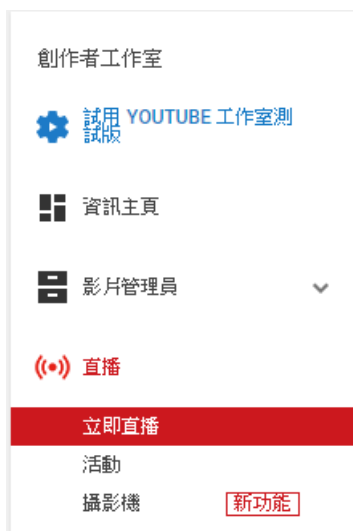 創作者工作室
試用 YOUTUBE 工作室測
試版
資訊主頁
影片管理員
直播
立即直播
活動
攝影機 新功能